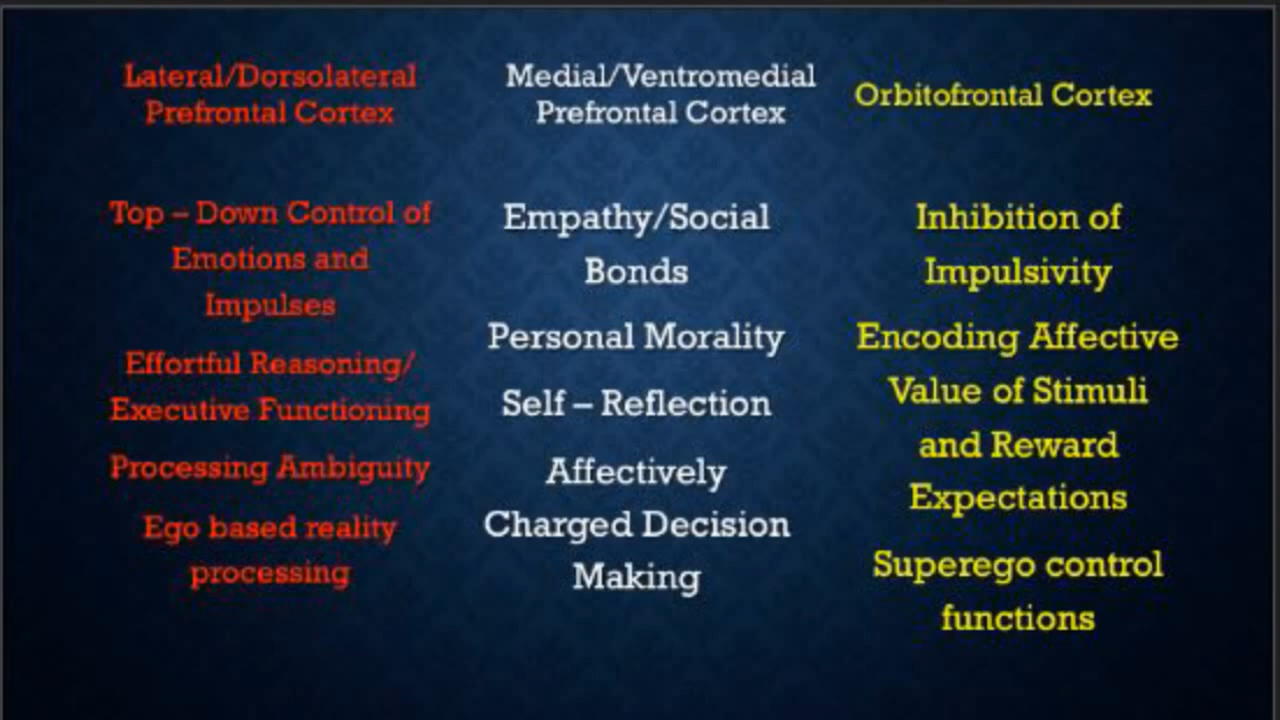 Lateral/Dorsolateral
Prefrontal Cortex
Top – Down Control of
Emotions and
Impulses
Effortful Reasoning/
Executive Functioning
Processing Ambiguity
Ego based reality
processing
Medial/Ventromedial
Prefrontal Cortex
Empathy/Social
Bonds
Personal Morality
Self – Reflection
Affectively
Charged Decision
Making
Orbitofrontal Cortex
Inhibition of
Impulsivity
Encoding Affective
Value of Stimuli
and Reward
Expectations
Superego control
functions